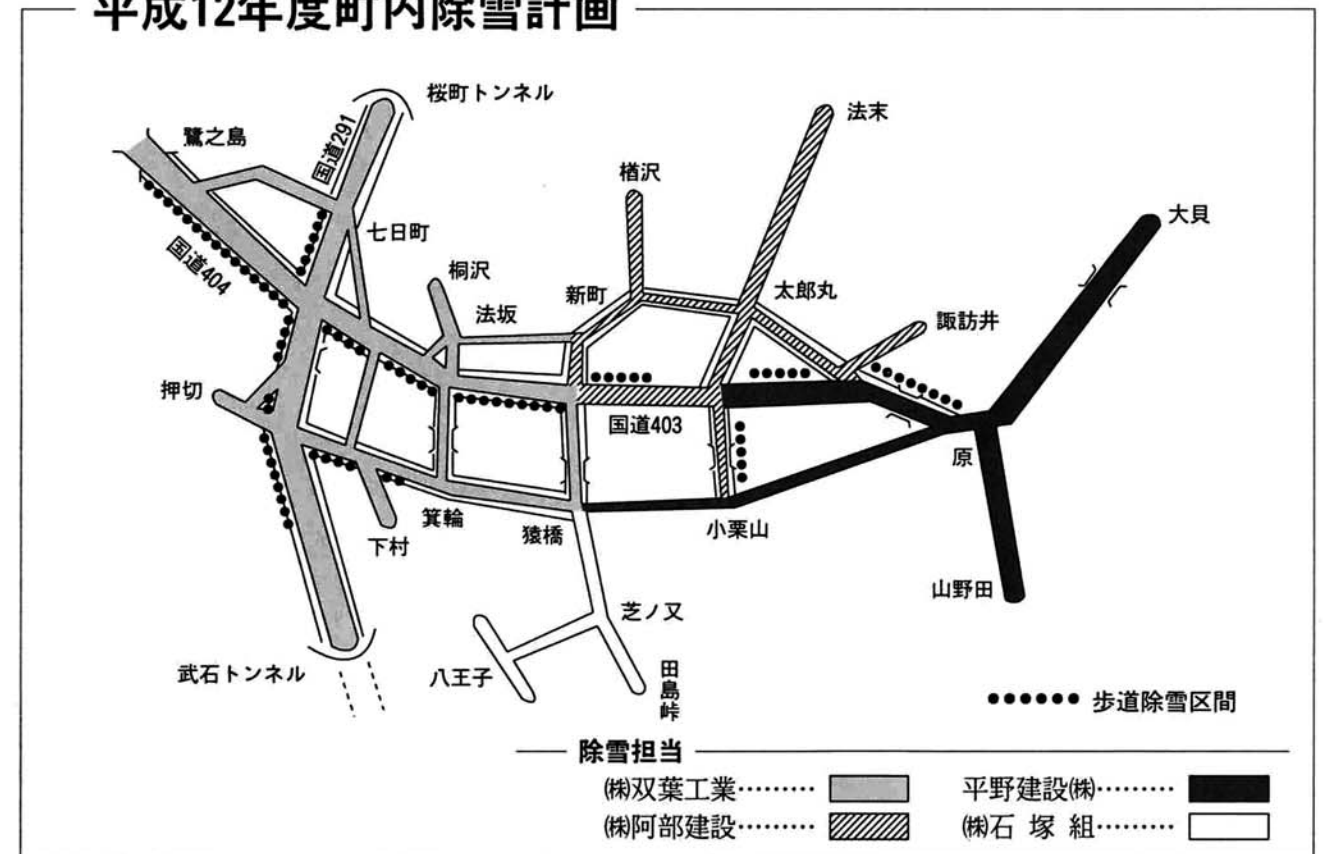 平成12年度町内除雪計画
桜町トンネル
鷺之島
国道291
法末
楢沢
大貝
七日町
国道404
桐沢
新町
太郎丸
法坂
諏訪井
押切
国道403
原
箕輪
猿橋
小栗山
下村
山野田
芝ノ又
武石トンネル
八王子
田島峠
●●●●●● 歩道除雪区間
除雪担当
㈱双葉工業………
平野建設㈱………
㈱阿部建設………
㈱石塚組………